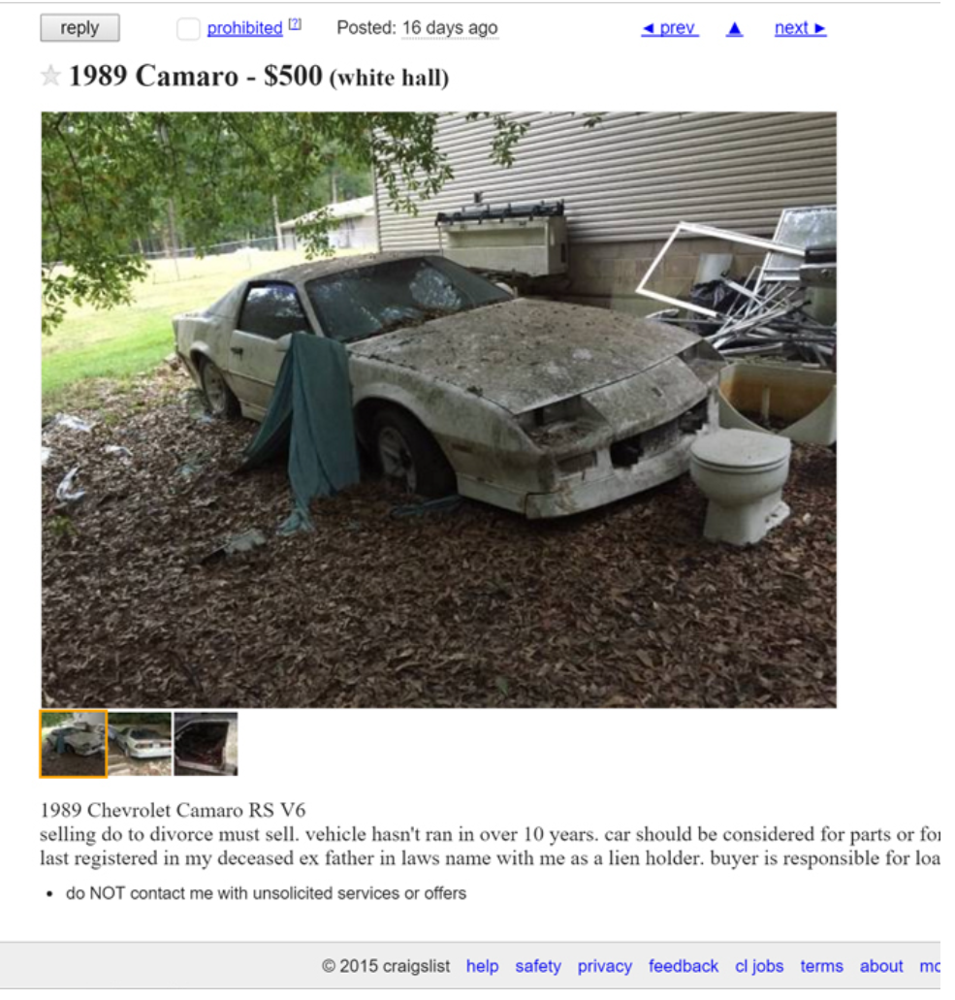 reply prohibited [?] Posted: 16 days ago ◄ prev ▲ next ►
1989 Camaro - $500 (white hall)
1989 Chevrolet Camaro RS V6
selling do to divorce must sell. vehicle hasn't ran in over 10 years. car should be considered for parts or for
last registered in my deceased ex father in laws name with me as a lien holder. buyer is responsible for loa
• do NOT contact me with unsolicited services or offers
© 2015 craigslist help safety privacy feedback cl jobs terms about